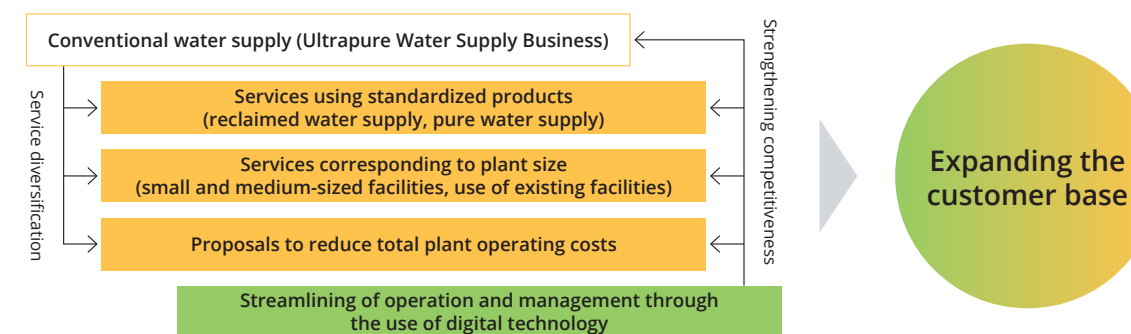 Conventional water supply (Ultrapure Water Supply Business)
Service diversification
Services using standardized products
(reclaimed water supply, pure water supply)
Services corresponding to plant size
(small and medium-sized facilities, use of existing facilities)
Proposals to reduce total plant operating costs
Streamlining of operation and management through
the use of digital technology
Strengthening competitiveness
Expanding the
customer base